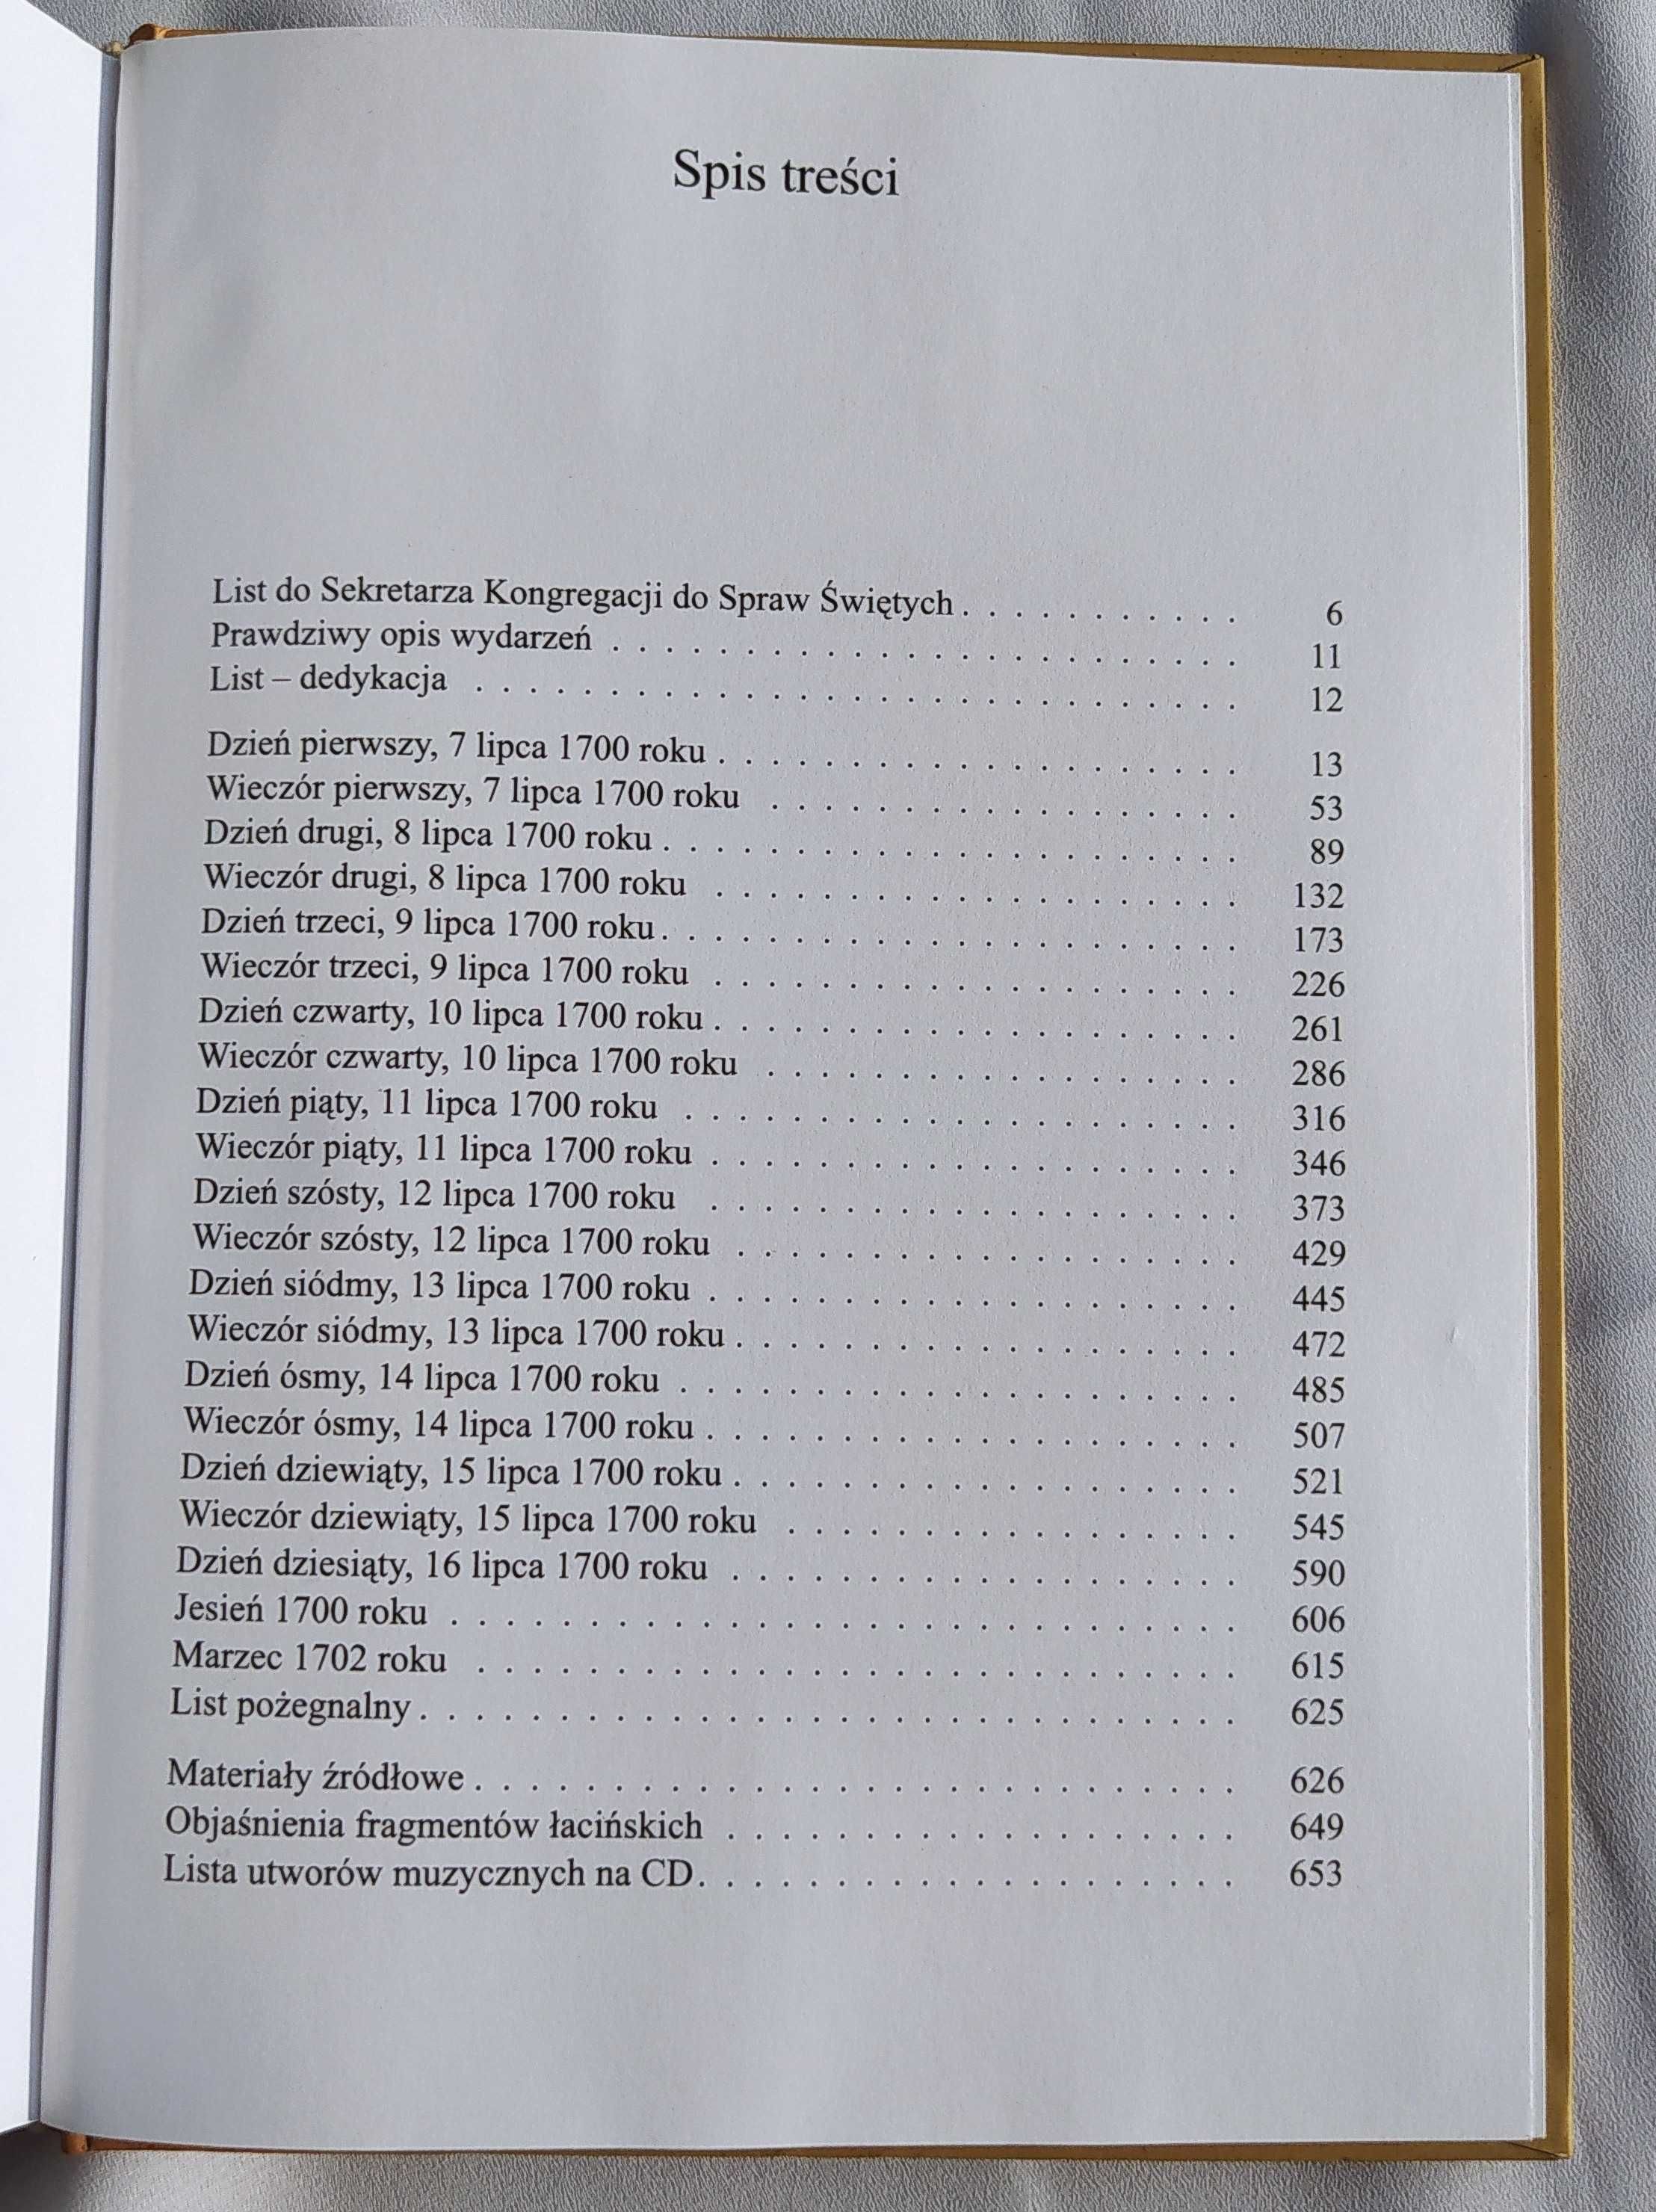 Spis treści
List do Sekretarza Kongregacji do Spraw Świętych . . . . . . . . . . . 6
Prawdziwy opis wydarzeń . . . . . . . . . . . . . . . . . . . . . . . . 11
List – dedykacja . . . . . . . . . . . . . . . . . . . . . . . . . . . . . 12
Dzień pierwszy, 7 lipca 1700 roku . . . . . . . . . . . . . . . . . . . . 13
Wieczór pierwszy, 7 lipca 1700 roku . . . . . . . . . . . . . . . . . . 53
Dzień drugi, 8 lipca 1700 roku . . . . . . . . . . . . . . . . . . . . . . 89
Wieczór drugi, 8 lipca 1700 roku . . . . . . . . . . . . . . . . . . . . 132
Dzień trzeci, 9 lipca 1700 roku . . . . . . . . . . . . . . . . . . . . . . 173
Wieczór trzeci, 9 lipca 1700 roku . . . . . . . . . . . . . . . . . . . . 226
Dzień czwarty, 10 lipca 1700 roku . . . . . . . . . . . . . . . . . . . . 261
Wieczór czwarty, 10 lipca 1700 roku . . . . . . . . . . . . . . . . . . 286
Dzień piąty, 11 lipca 1700 roku . . . . . . . . . . . . . . . . . . . . . 316
Wieczór piąty, 11 lipca 1700 roku . . . . . . . . . . . . . . . . . . . . 346
Dzień szósty, 12 lipca 1700 roku . . . . . . . . . . . . . . . . . . . . 373
Wieczór szósty, 12 lipca 1700 roku . . . . . . . . . . . . . . . . . . . 429
Dzień siódmy, 13 lipca 1700 roku . . . . . . . . . . . . . . . . . . . . 445
Wieczór siódmy, 13 lipca 1700 roku . . . . . . . . . . . . . . . . . . . 472
Dzień ósmy, 14 lipca 1700 roku . . . . . . . . . . . . . . . . . . . . . 485
Wieczór ósmy, 14 lipca 1700 roku . . . . . . . . . . . . . . . . . . . . 507
Dzień dziewiąty, 15 lipca 1700 roku . . . . . . . . . . . . . . . . . . . 521
Wieczór dziewiąty, 15 lipca 1700 roku . . . . . . . . . . . . . . . . . 545
Dzień dziesiąty, 16 lipca 1700 roku . . . . . . . . . . . . . . . . . . . 590
Jesień 1700 roku . . . . . . . . . . . . . . . . . . . . . . . . . . . . . 606
Marzec 1702 roku . . . . . . . . . . . . . . . . . . . . . . . . . . . . 615
List pożegnalny . . . . . . . . . . . . . . . . . . . . . . . . . . . . . . 625
Materiały źródłowe . . . . . . . . . . . . . . . . . . . . . . . . . . . . 626
Objaśnienia fragmentów łacińskich . . . . . . . . . . . . . . . . . . . 649
Lista utworów muzycznych na CD . . . . . . . . . . . . . . . . . . . . 653